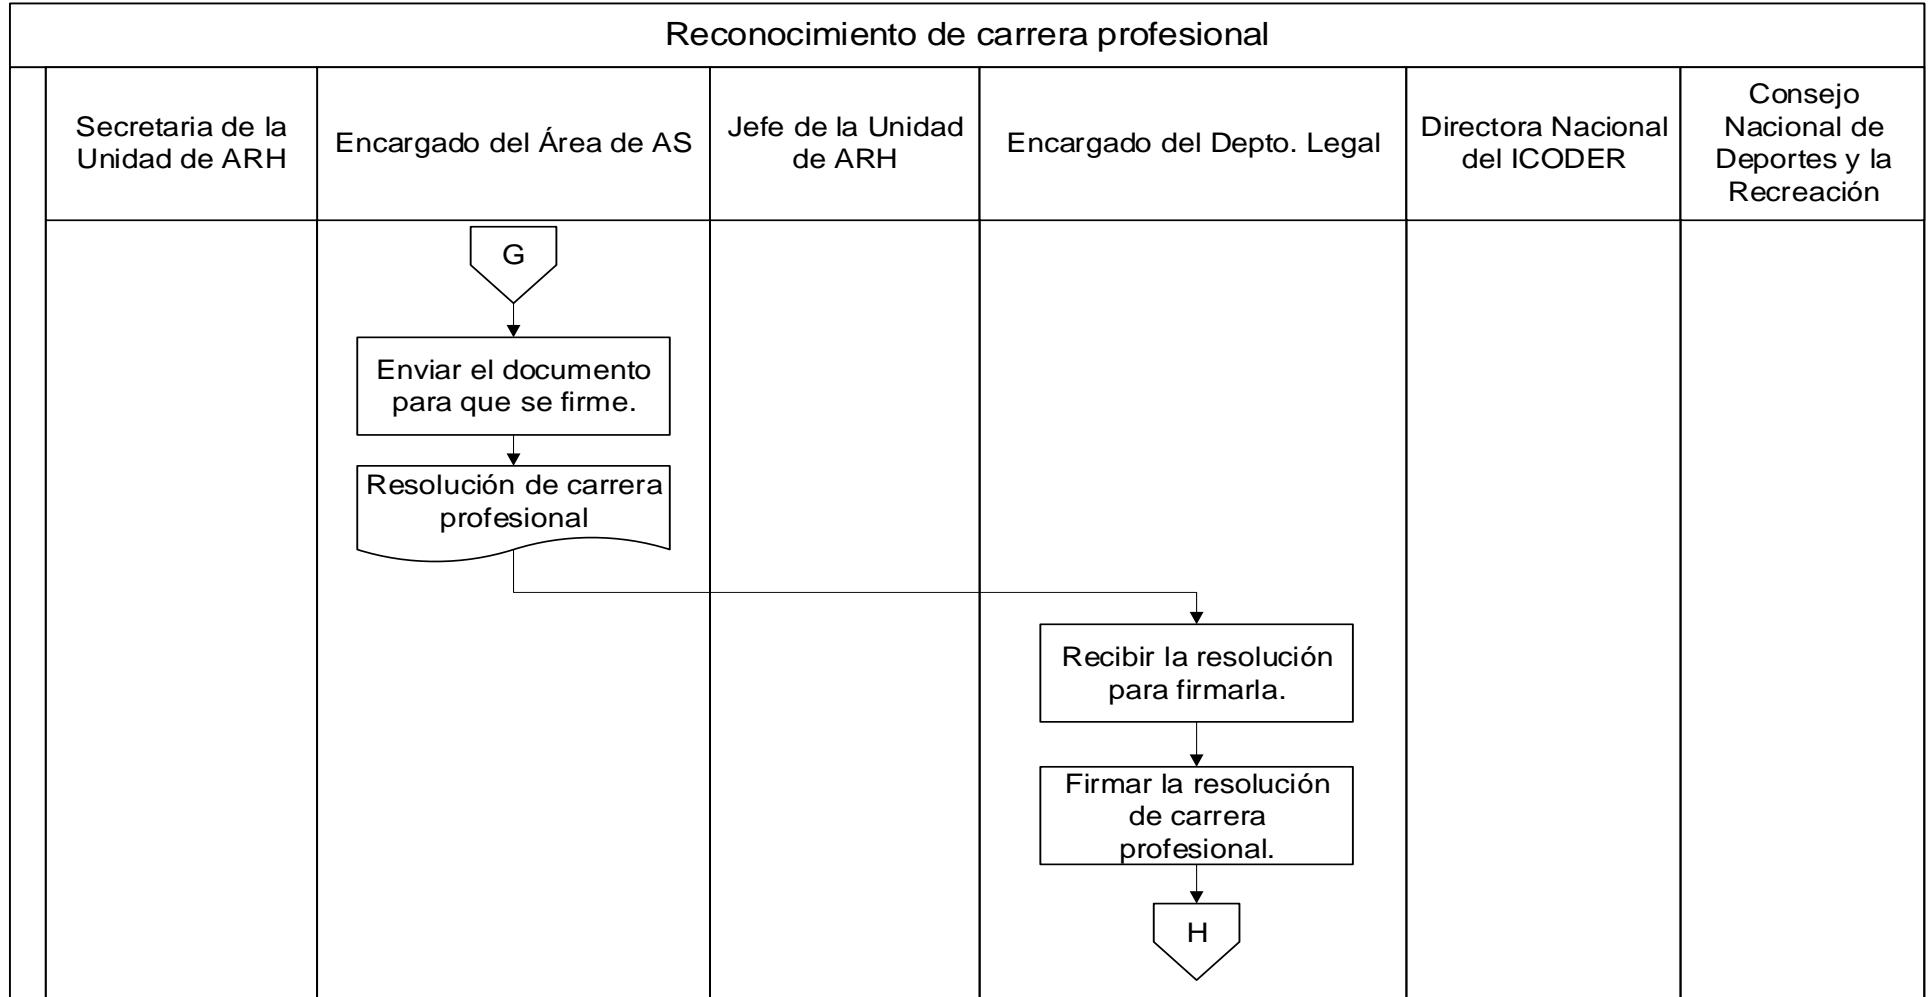 Reconocimiento de carrera profesional
Secretaria de la
Unidad de ARH
Encargado del Área de AS
Jefe de la Unidad
de ARH
Encargado del Depto. Legal
Directora Nacional
del ICODER
Consejo
Nacional de
Deportes y la
Recreación
G
Enviar el documento
para que se firme.
Resolución de carrera
profesional
Recibir la resolución
para firmarla.
Firmar la resolución
de carrera
profesional.
H